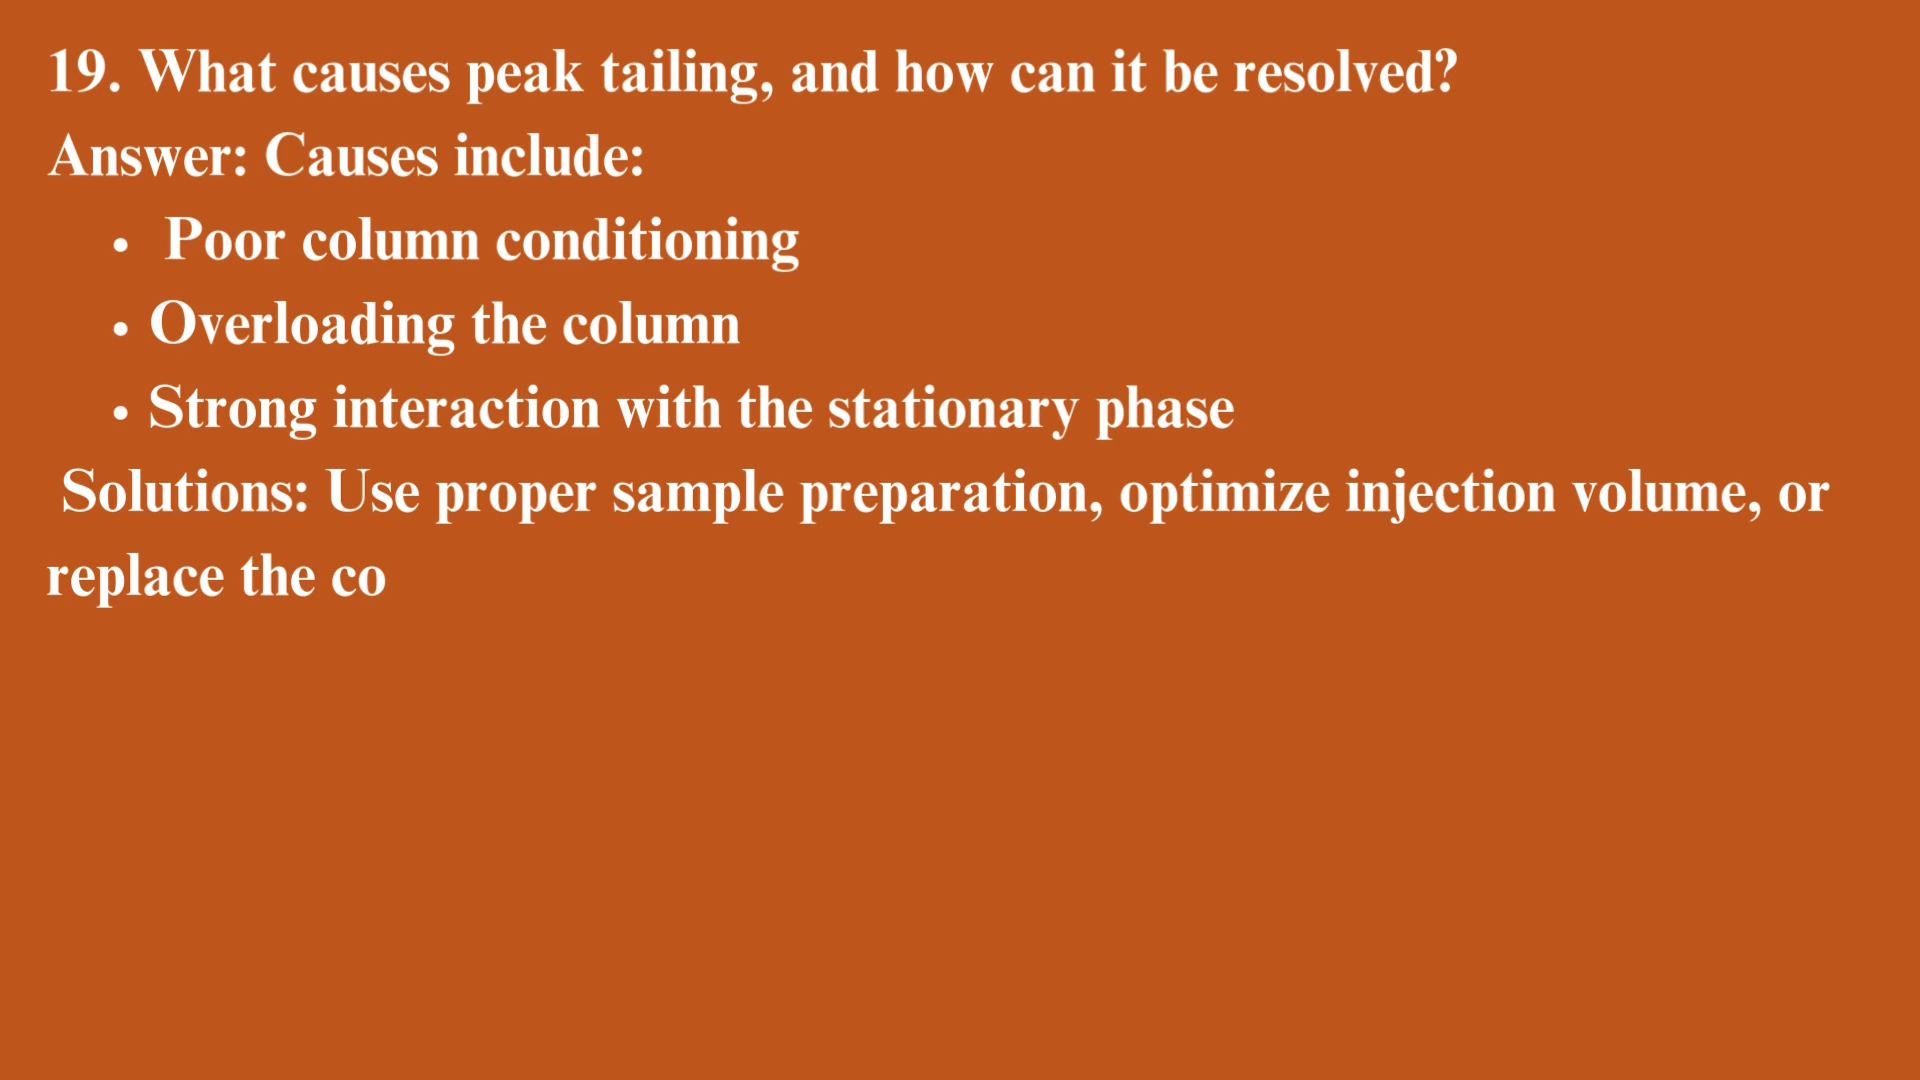 19. What causes peak tailing, and how can it be resolved?
Answer: Causes include:
• Poor column conditioning
• Overloading the column
• Strong interaction with the stationary phase
Solutions: Use proper sample preparation, optimize injection volume, or
replace the co